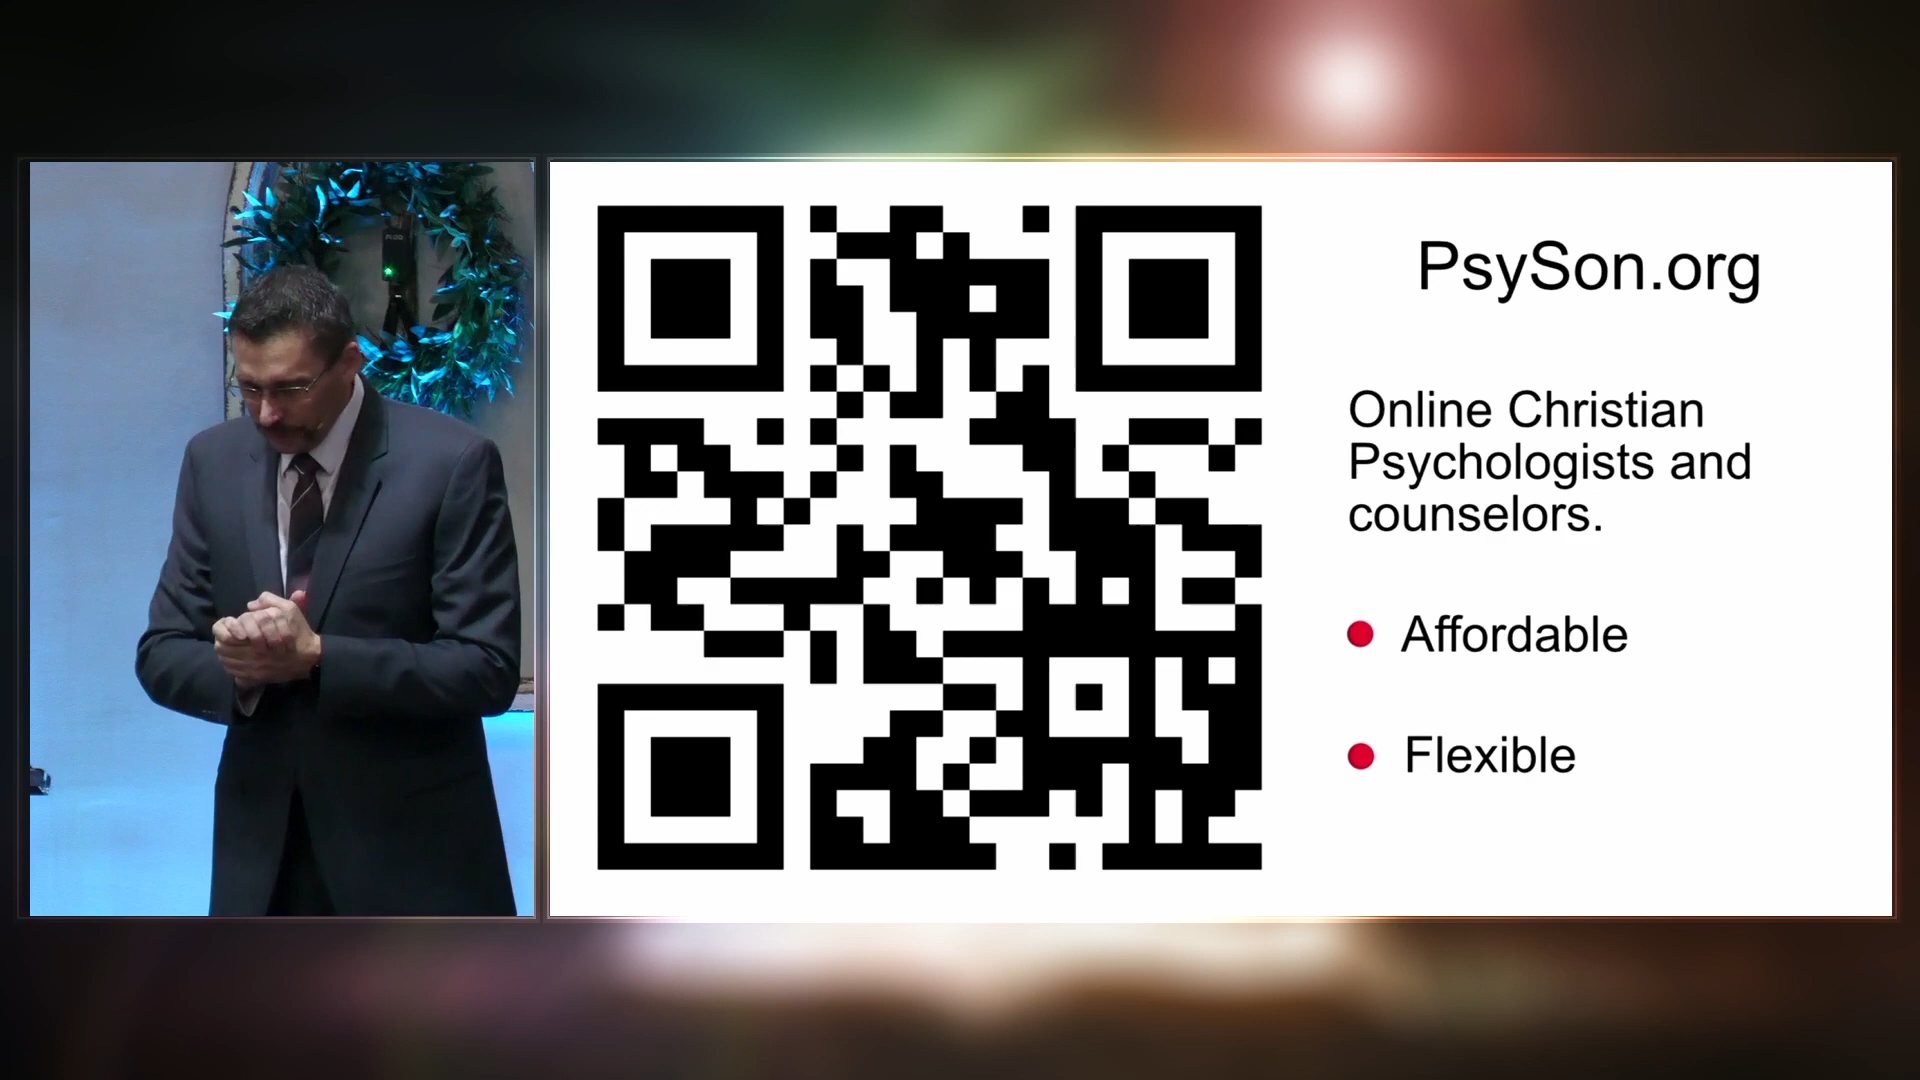 PsySon.org
Online Christian
Psychologists and
counselors.
Affordable
Flexible